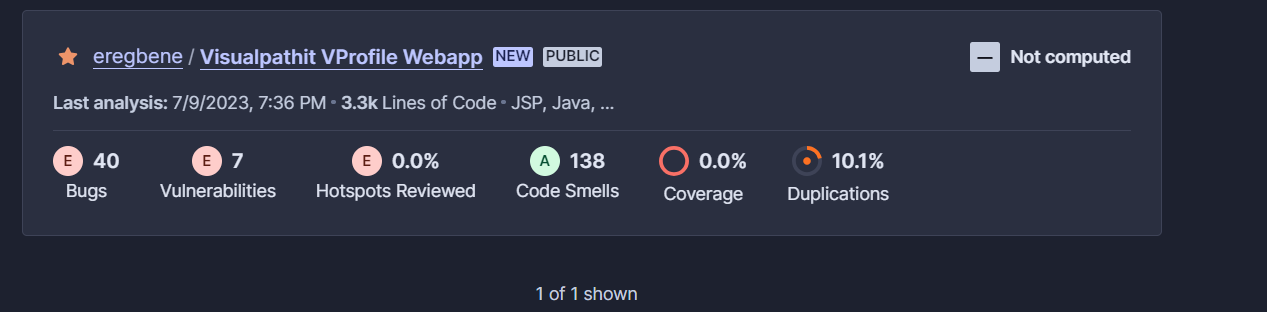 eregbene / Visualpathit VProfile Webapp NEW PUBLIC Not computed
Last analysis: 7/9/2023, 7:36 PM • 3.3k Lines of Code • JSP, Java, ...
E 40 E 7 E 0.0% A 138 0.0% 10.1%
Bugs Vulnerabilities Hotspots Reviewed Code Smells Coverage Duplications
1 of 1 shown